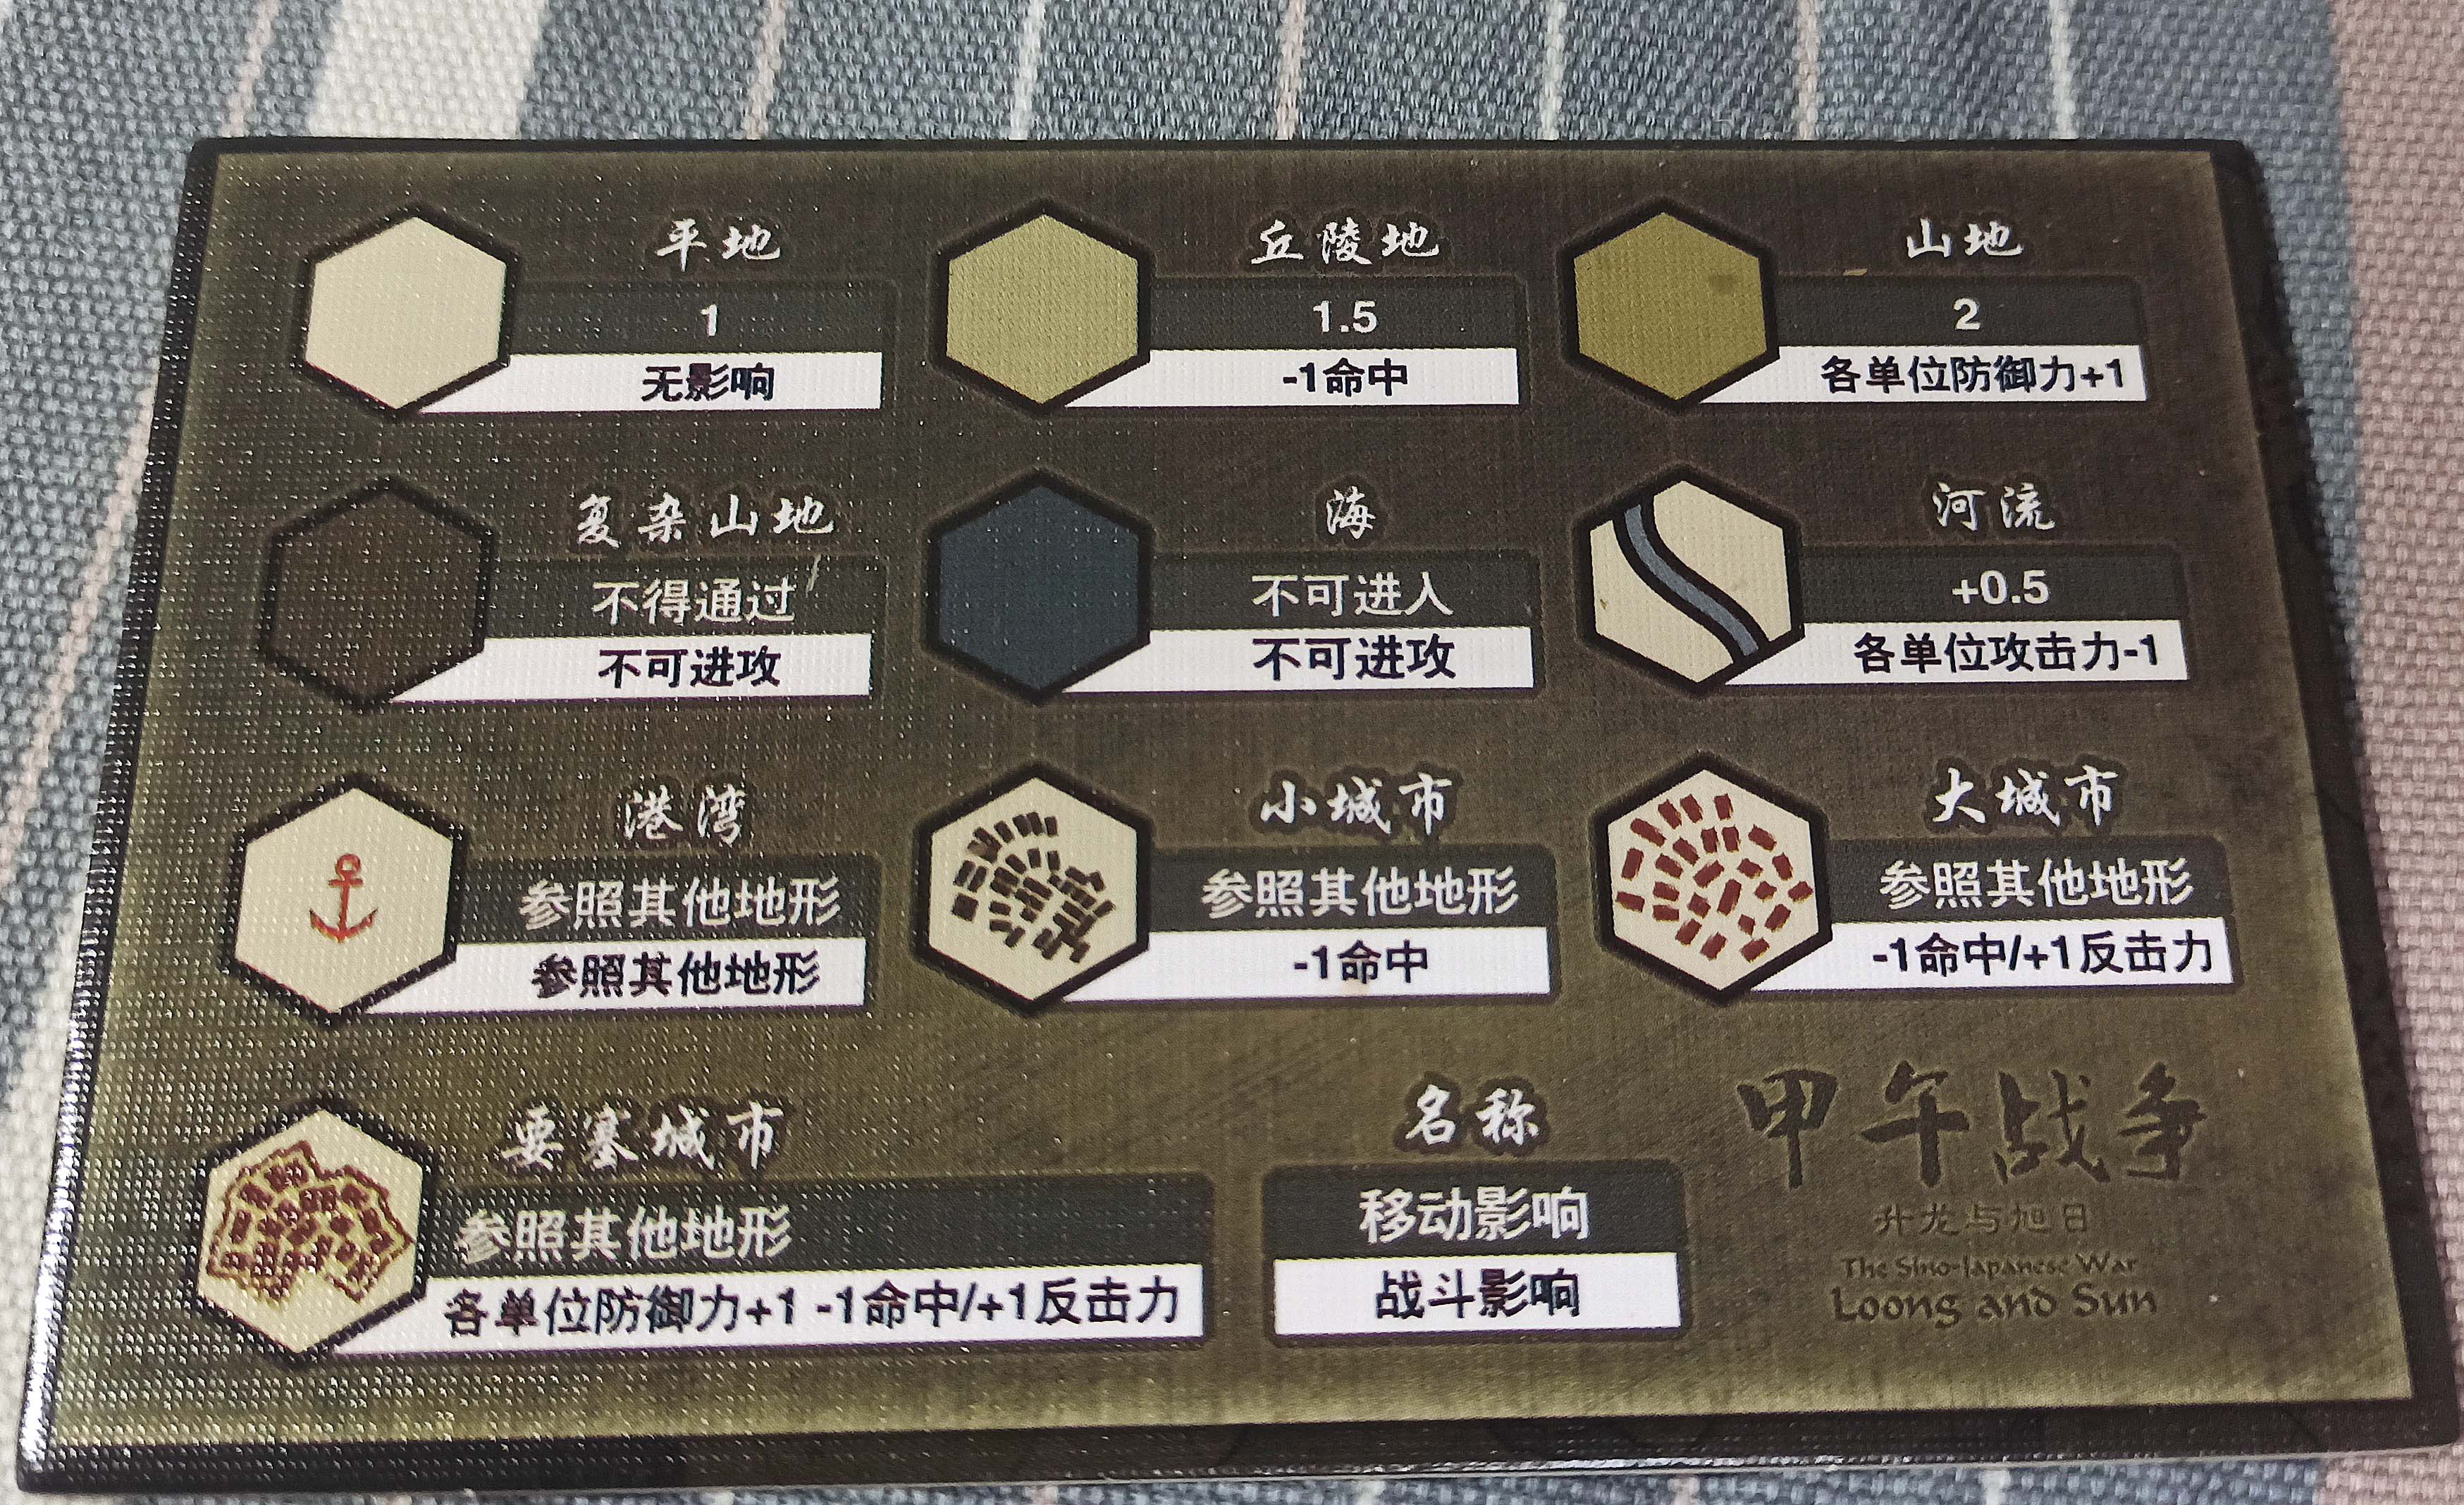 平地
1
无影响
丘陵地
1.5
-1命中
山地
2
各单位防御力+1
复杂山地
不得通过
不可进攻
海
不可进入
不可进攻
河流
+0.5
各单位攻击力-1
港湾
参照其他地形
参照其他地形
小城市
参照其他地形
-1命中
大城市
参照其他地形
-1命中/+1反击力
要塞城市
参照其他地形
各单位防御力+1 -1命中/+1反击力
名称
移动影响
战斗影响
甲午战争
升龙与旭日
The Sino-Japanese War
Loong and Sun